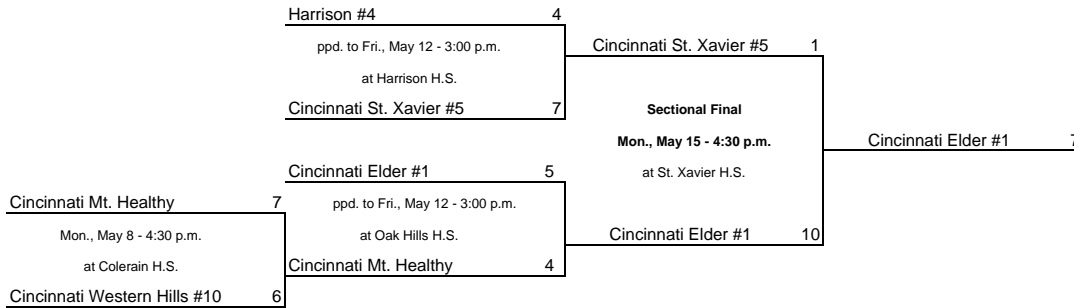 Harrison #4 4
ppd. to Fri., May 12 - 3:00 p.m.
at Harrison H.S.
Cincinnati St. Xavier #5 7
Cincinnati St. Xavier #5 1
Sectional Final
Mon., May 15 - 4:30 p.m.
at St. Xavier H.S.
Cincinnati Elder #1 7
Cincinnati Elder #1 5
ppd. to Fri., May 12 - 3:00 p.m.
at Oak Hills H.S.
Cincinnati Mt. Healthy 4
Cincinnati Elder #1 10
Cincinnati Mt. Healthy 7
Mon., May 8 - 4:30 p.m.
at Colerain H.S.
Cincinnati Western Hills #10 6